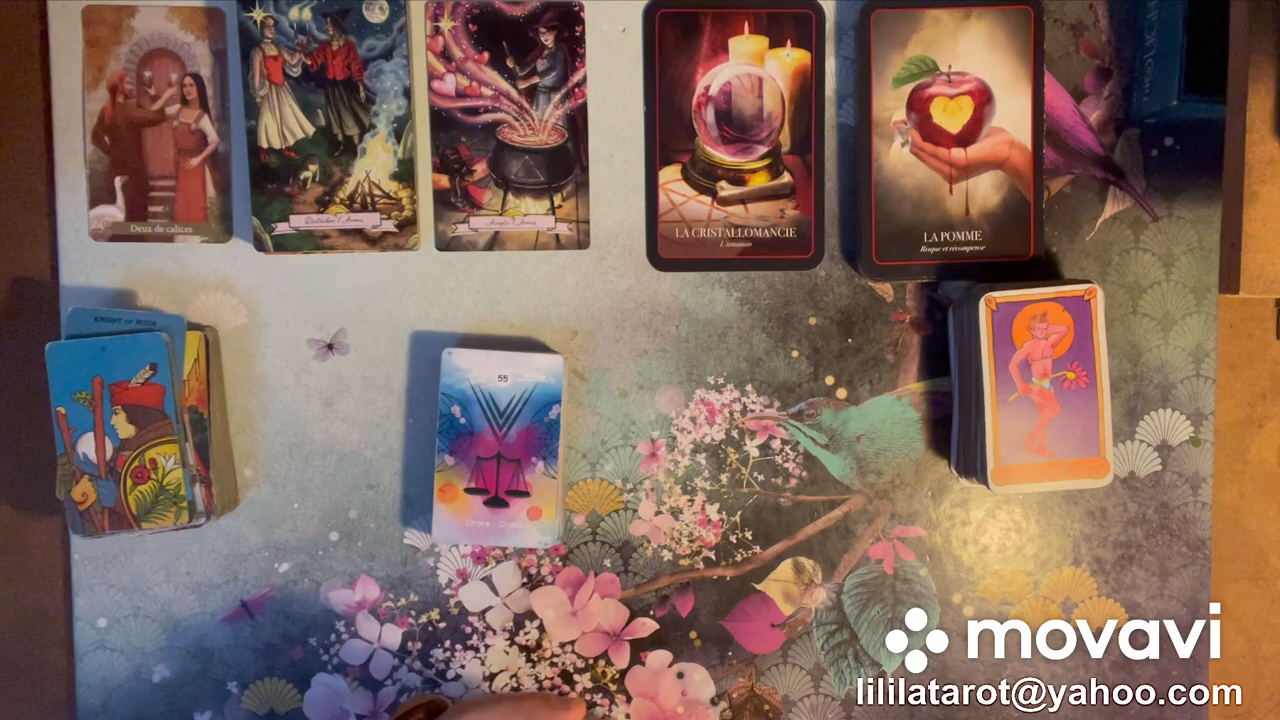 Deux de calices
LA CRISTALLOMANCIE
L'intuition
LA POMME
Risque et récompense
KNIGHT OF RODS
55
movavi
lililatarot@yahoo.com